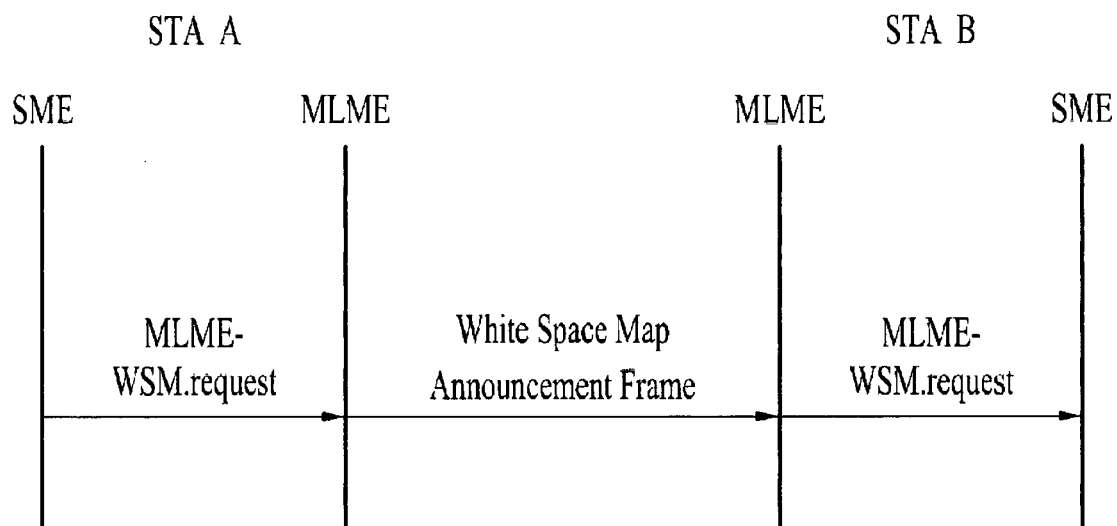 STA A
STA B
SME
MLME
MLME
SME
MLME-
WSM.request
White Space Map
Announcement Frame
MLME-
WSM.request